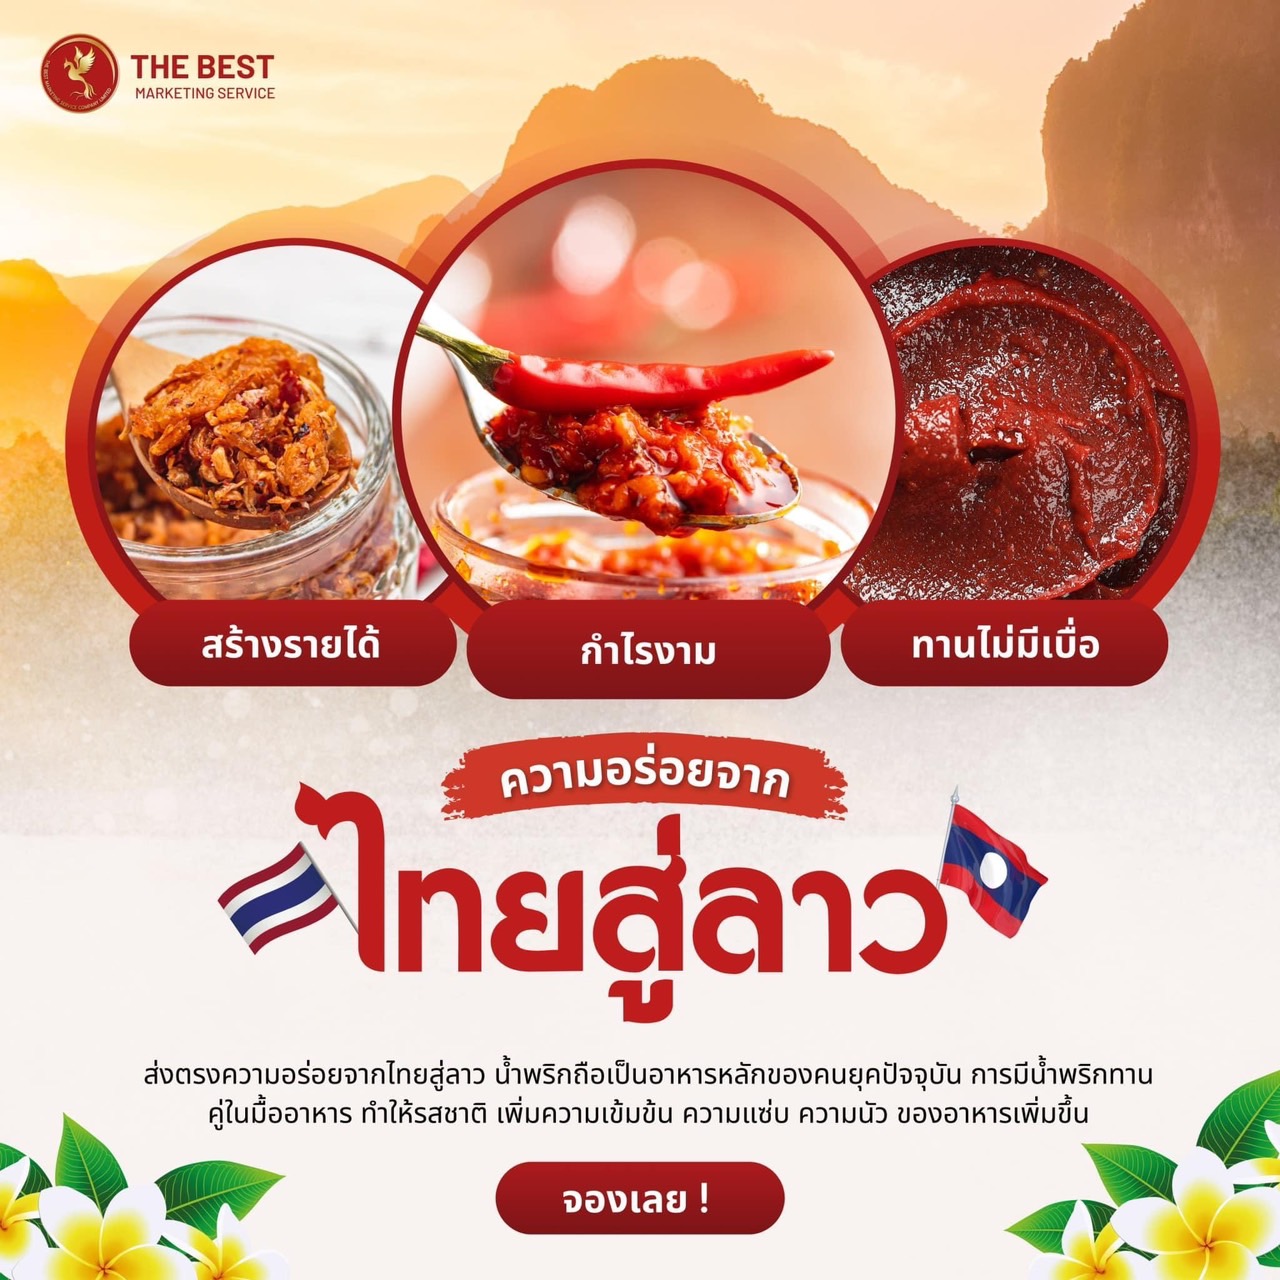 THE BEST
MARKETING SERVICE
THE BEST MARKETING SERVICE COMPANY LIMITED
สร้างรายได้
กำไรงาม
ทานไม่มีเบื่อ
ความอร่อยจาก
ไทยสู่ลาว
ส่งตรงความอร่อยจากไทยสู่ลาว น้ำพริกถือเป็นอาหารหลักของคนยุคปัจจุบัน การมีน้ำพริกทาน
คู่ในมื้ออาหาร ทำให้รสชาติ เพิ่มความเข้มข้น ความแซ่บ ความนัว ของอาหารเพิ่มขึ้น
จองเลย !